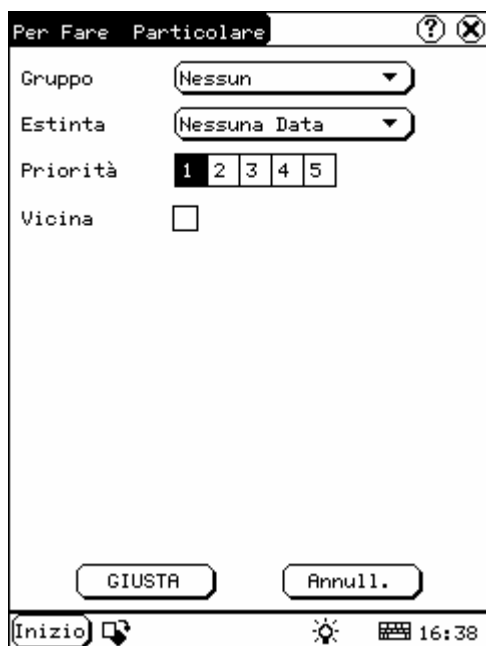 Per Fare Particolare ?
Gruppo Nessun
Estinta Nessuna Data
Priorità 1 2 3 4 5
Vicina
GIUSTA Annull.
Inizio 16:38